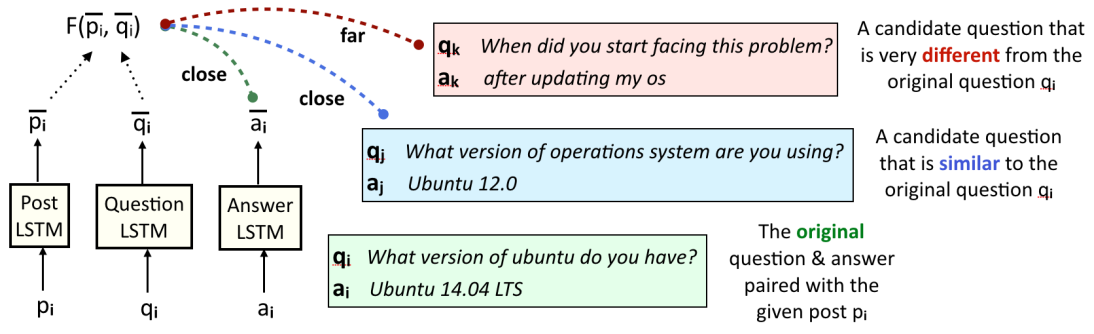 F(p̅i, q̅i)
far
close
close
p̅i
q̅i
a̅i
Post
LSTM
Question
LSTM
Answer
LSTM
pi
qi
ai
qk When did you start facing this problem?
ak after updating my os
A candidate question that
is very different from the
original question qi
qj What version of operations system are you using?
aj Ubuntu 12.0
A candidate question
that is similar to the
original question qi
qi What version of ubuntu do you have?
ai Ubuntu 14.04 LTS
The original
question & answer
paired with the
given post pi